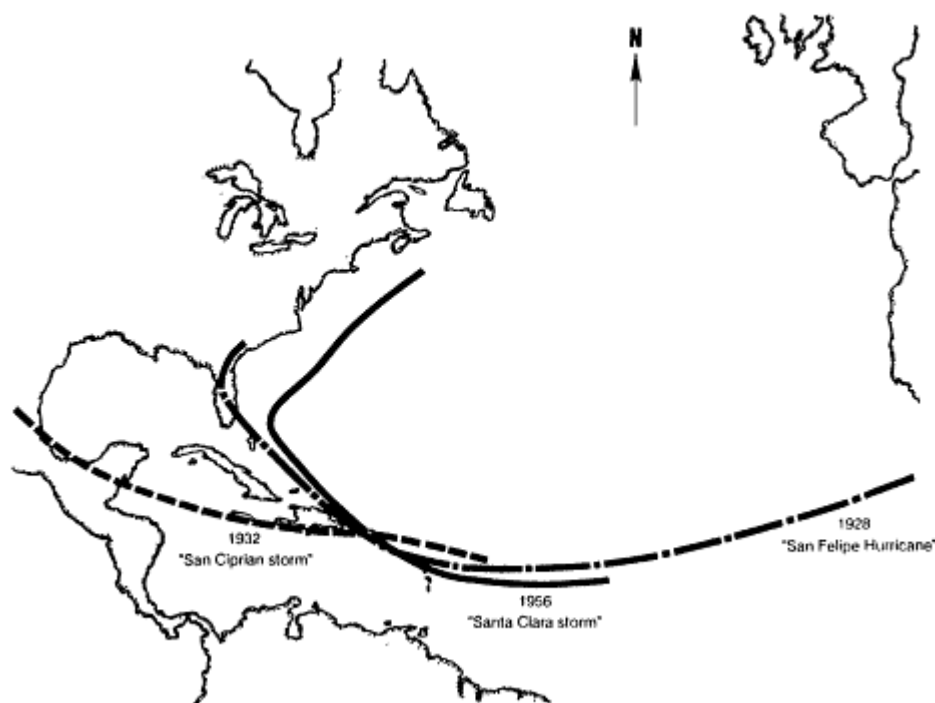 N
1932
"San Ciprian storm"
1928
"San Felipe Hurricane"
1956
"Santa Clara storm"